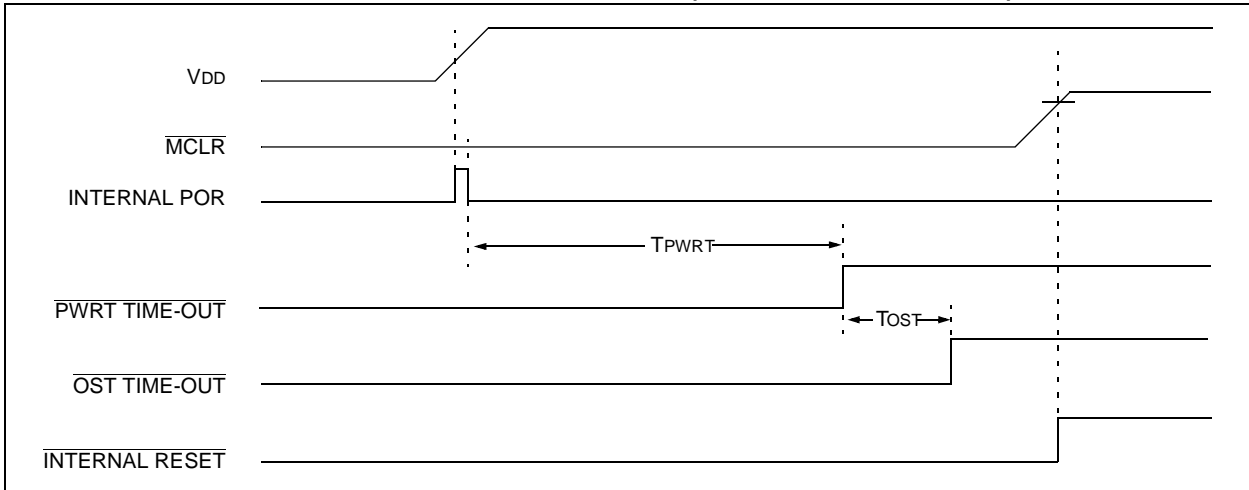 VDD
MCLR
INTERNAL POR
TPWRT
PWRT TIME-OUT
TOST
OST TIME-OUT
INTERNAL RESET